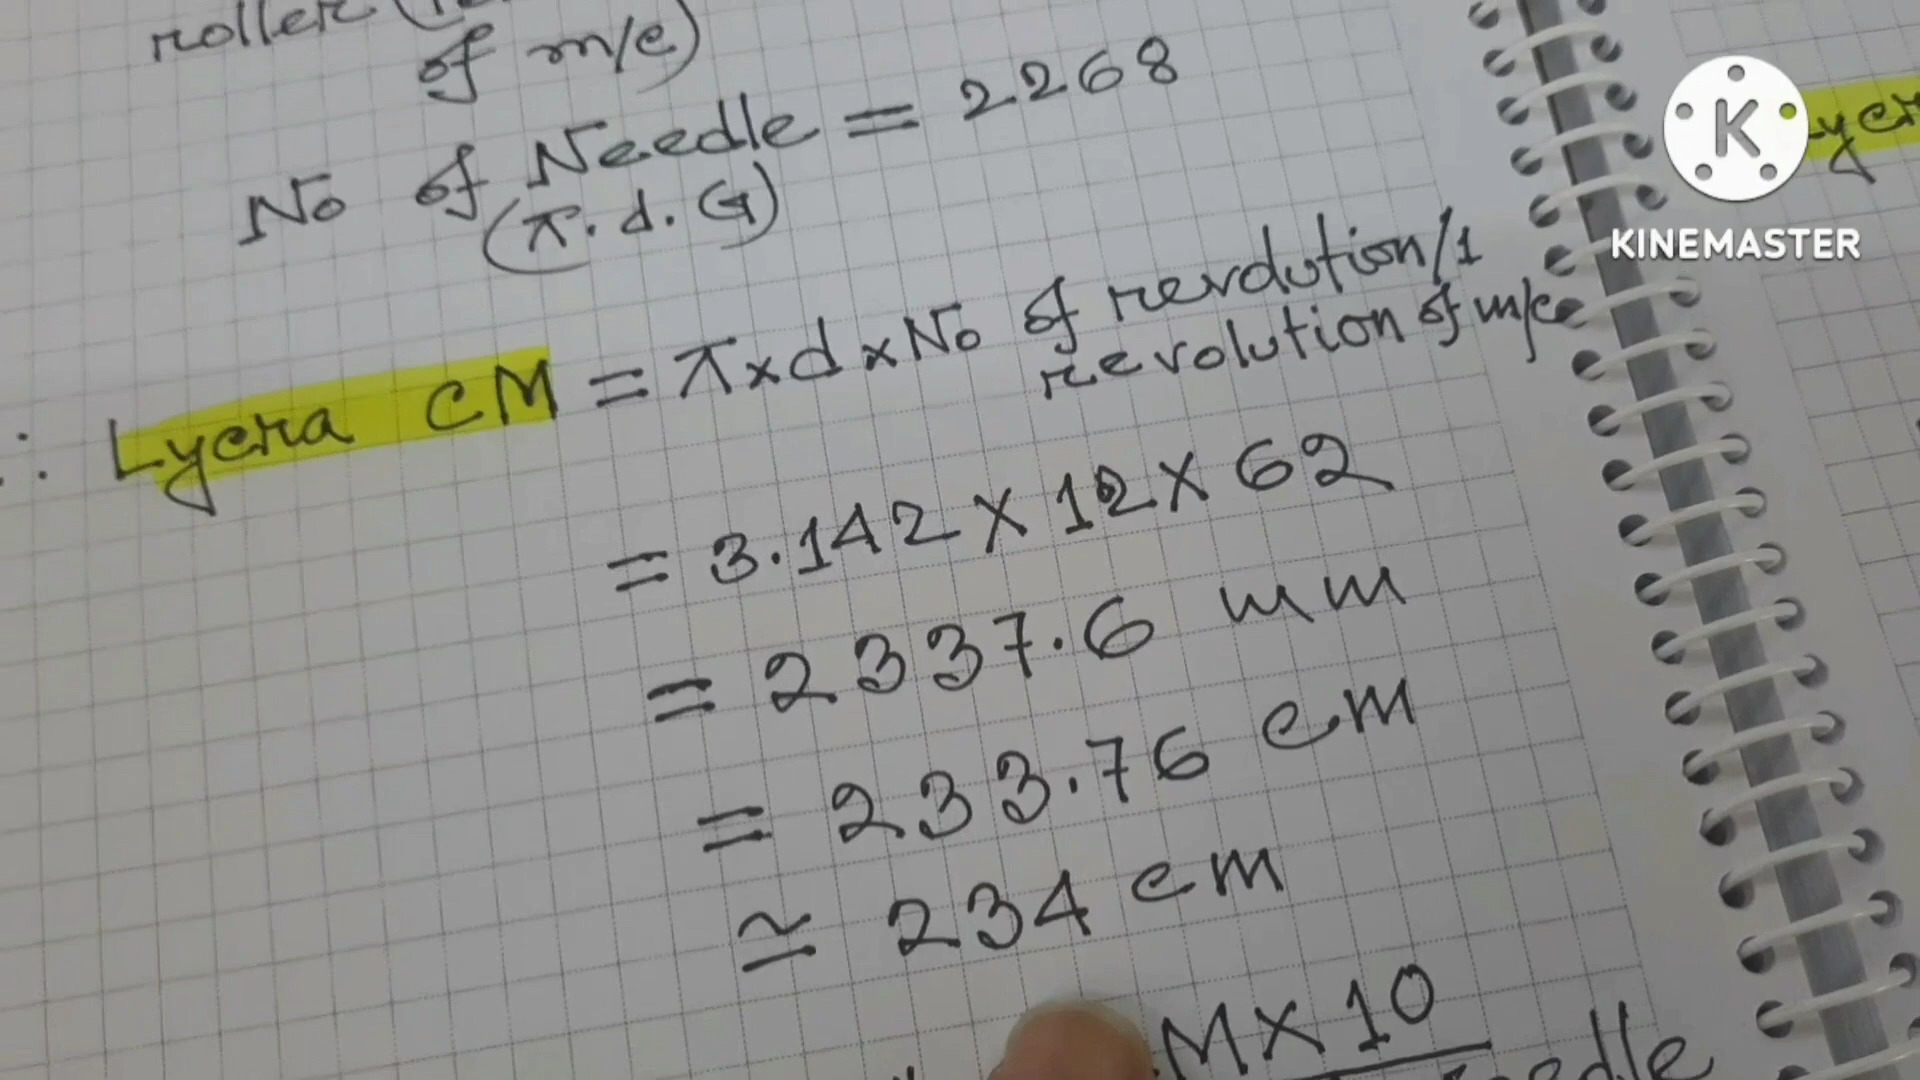 roller
of m/c)
No of Needle = 2268
(π.d.G)
∴ Lycra CM = π×d×No of revolution/1
revolution of m/c
= 3.142 × 12 × 62
= 2337.6 mm
= 233.76 cm
≃ 234 cm
M×10
KINEMASTER